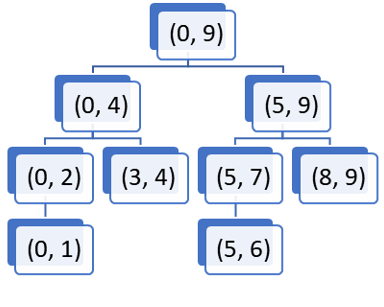 (0, 9)
(0, 4) (5, 9)
(0, 2) (3, 4) (5, 7) (8, 9)
(0, 1) (5, 6)